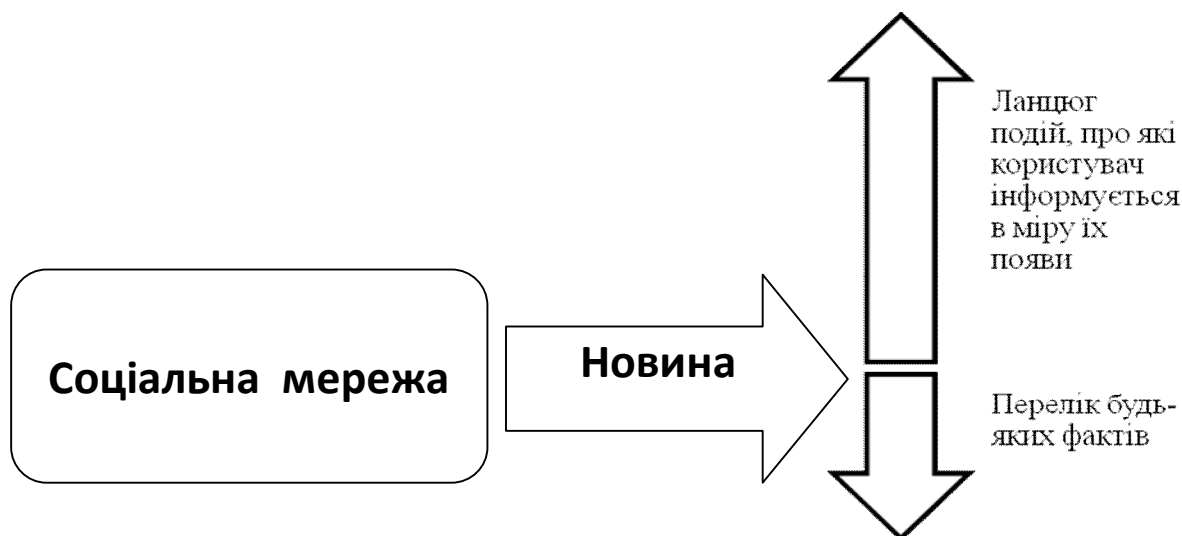 Соціальна мережа
Новина
Ланцюг
подій, про які
користувач
інформується
в міру їх
появи
Перелік будь-
яких фактів